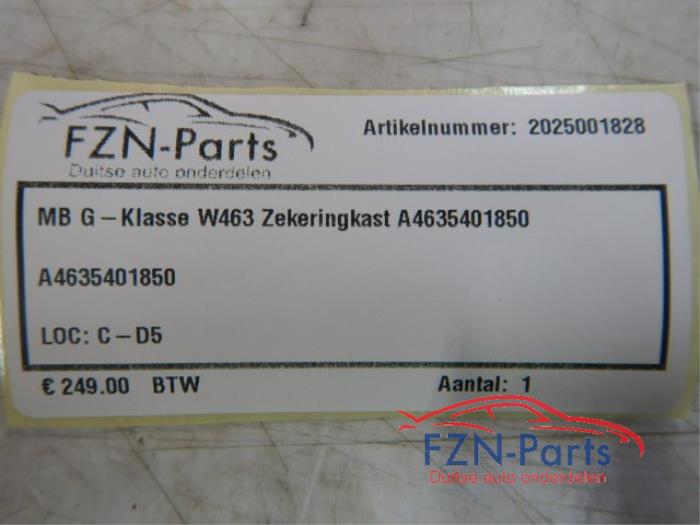 FZN-Parts
Duitse auto onderdelen
Artikelnummer: 2025001828
MB G-Klasse W463 Zekeringkast A4635401850
A4635401850
LOC: C-D5
€ 249.00 BTW
Aantal: 1
FZN-Parts
Duitse auto onderdelen